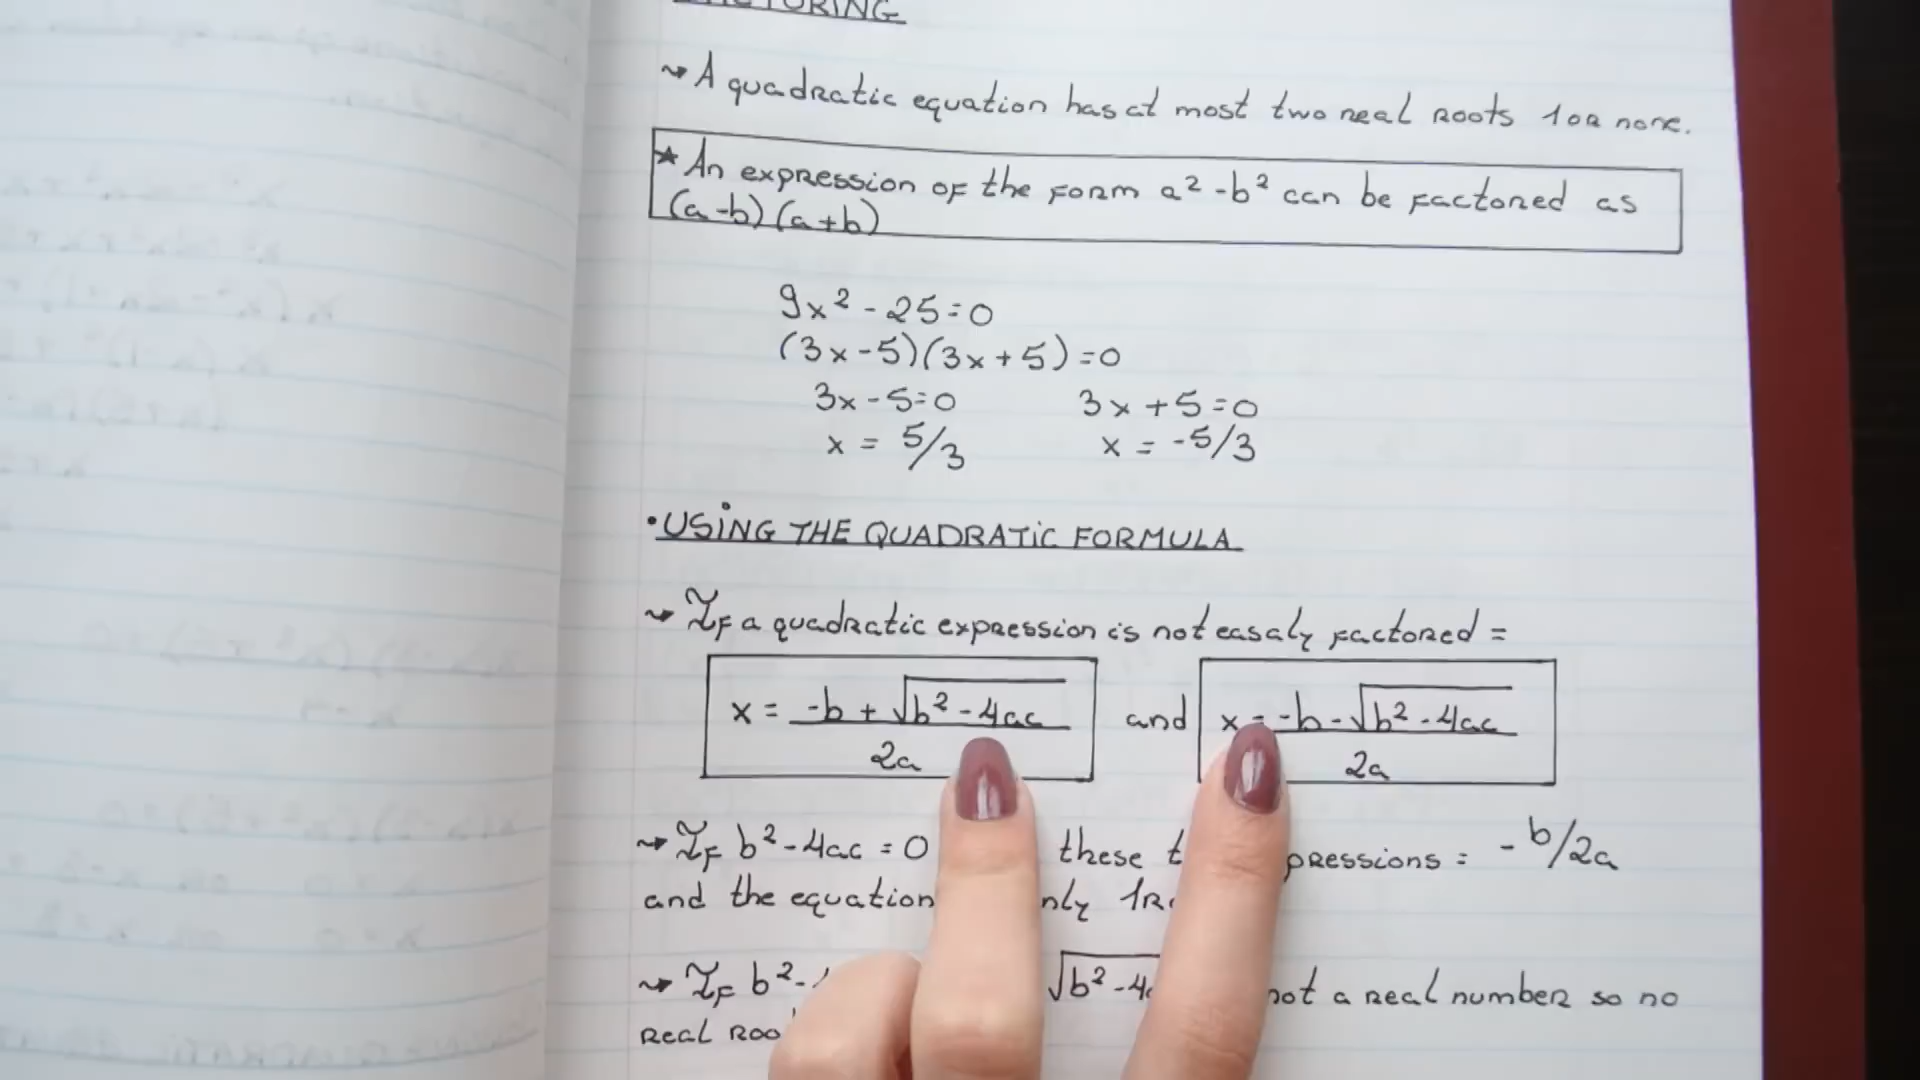 FACTORING
⤳ A quadratic equation has at most two real roots 1 or none.
★ An expression of the form a² - b² can be factored as
(a-b)(a+b)
9x² - 25 = 0
(3x - 5)(3x + 5) = 0
3x - 5 = 0 3x + 5 = 0
x = 5/3 x = -5/3
• USING THE QUADRATIC FORMULA
⤳ If a quadratic expression is not easaly factored =
x = -b + √b² - 4ac / 2a and x = -b - √b² - 4ac / 2a
⤳ If b² - 4ac = 0 these pressions = -b/2a
and the equation
⤳ If b² - √b² - 4 not a real number so no
real